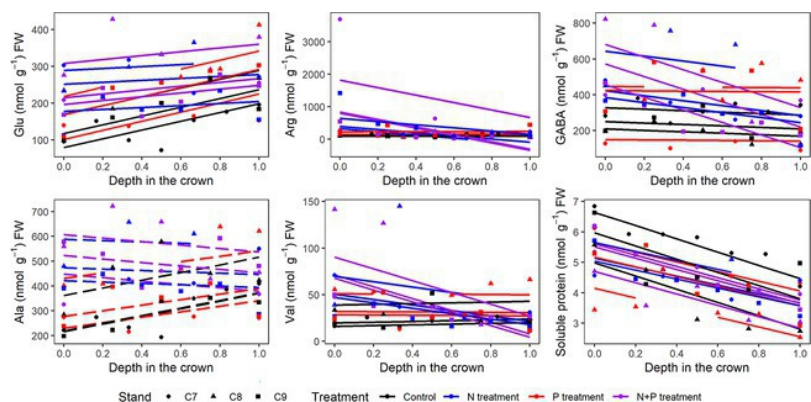 Glu (nmol g⁻¹) FW
400
300
200
100
0.0 0.2 0.4 0.6 0.8 1.0
Depth in the crown
Arg (nmol g⁻¹) FW
3000
2000
1000
0
0.0 0.2 0.4 0.6 0.8 1.0
Depth in the crown
GABA (nmol g⁻¹) FW
800
600
400
200
0.0 0.2 0.4 0.6 0.8 1.0
Depth in the crown
Ala (nmol g⁻¹) FW
700
600
500
400
300
200
0.0 0.2 0.4 0.6 0.8 1.0
Depth in the crown
Val (nmol g⁻¹) FW
150
100
50
0
0.0 0.2 0.4 0.6 0.8 1.0
Depth in the crown
Soluble protein (nmol g⁻¹) FW
7
6
5
4
3
0.0 0.2 0.4 0.6 0.8 1.0
Depth in the crown
Stand C7 C8 C9 Treatment Control N treatment P treatment N+P treatment